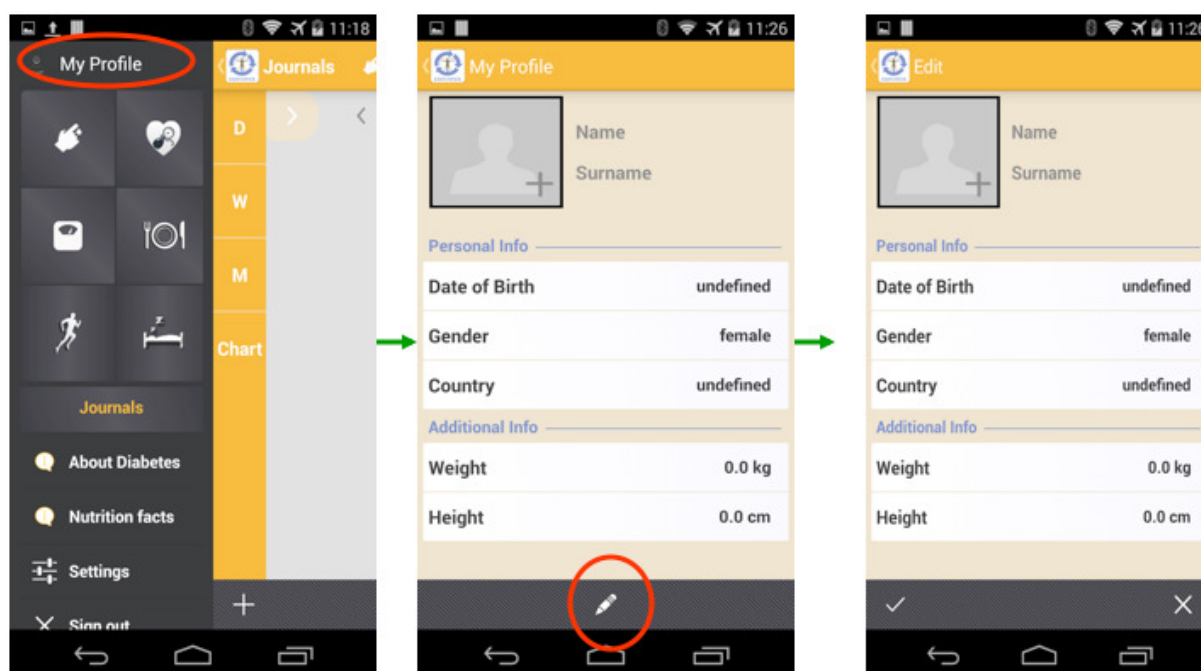 11:18
My Profile
Journals
D
W
M
Chart
Journals
About Diabetes
Nutrition facts
Settings
Sign out
11:26
My Profile
Name
Surname
Personal Info
Date of Birth undefined
Gender female
Country undefined
Additional Info
Weight 0.0 kg
Height 0.0 cm
11:26
Edit
Name
Surname
Personal Info
Date of Birth undefined
Gender female
Country undefined
Additional Info
Weight 0.0 kg
Height 0.0 cm